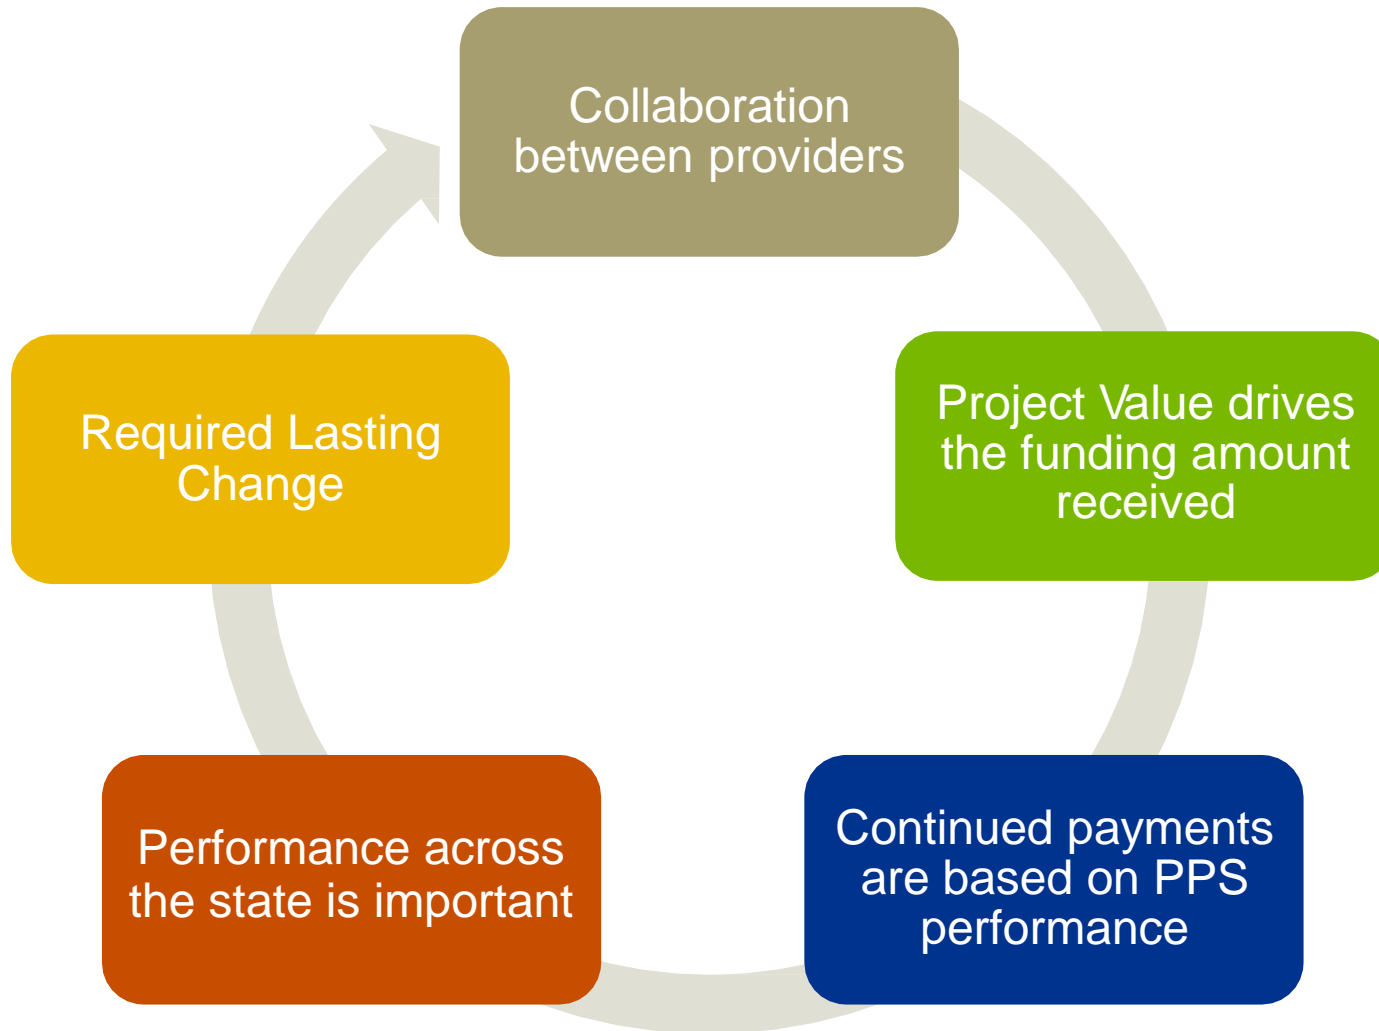 Collaboration
between providers
Project Value drives
the funding amount
received
Continued payments
are based on PPS
performance
Performance across
the state is important
Required Lasting
Change